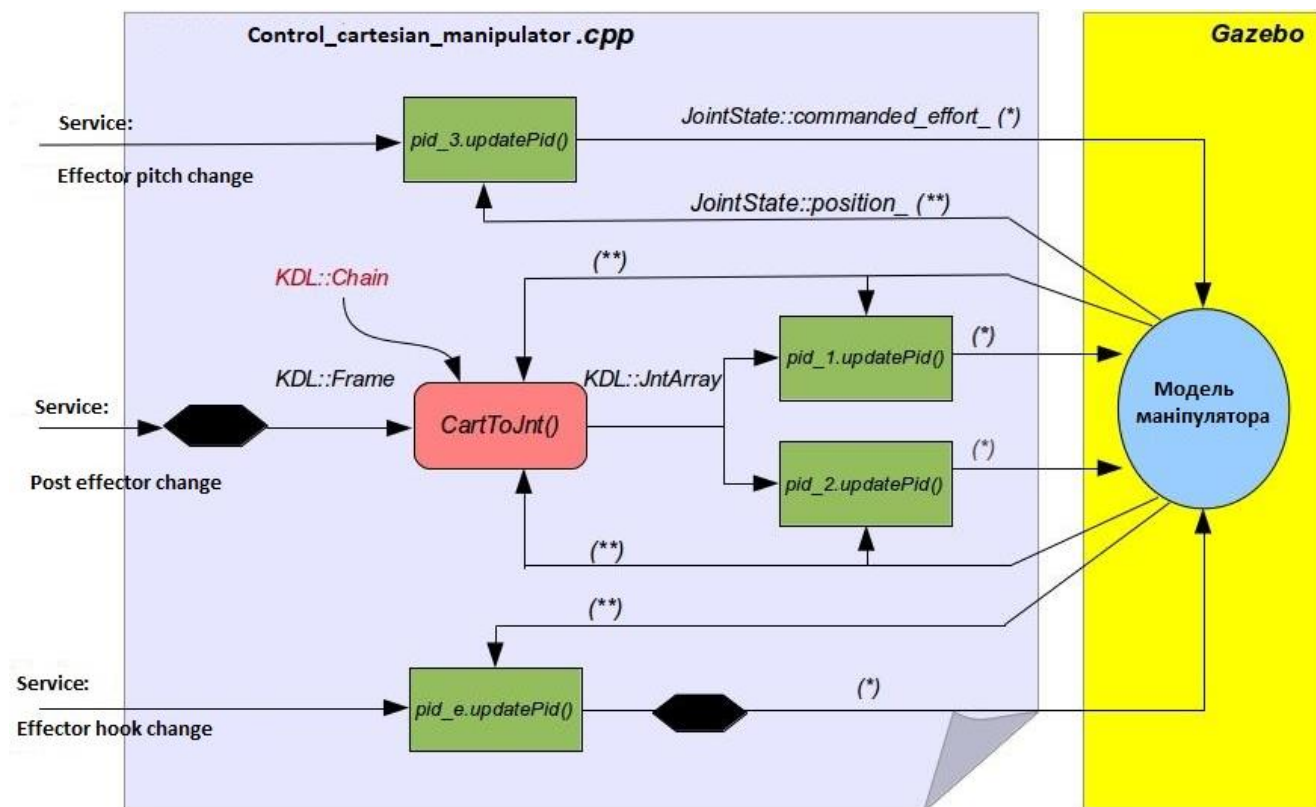 Control_cartesian_manipulator .cpp
Gazebo
Service:
Effector pitch change
pid_3.updatePid()
JointState::commanded_effort_ (*)
JointState::position_ (**)
(**)
KDL::Chain
pid_1.updatePid()
(*)
KDL::Frame
KDL::JntArray
Service:
CartToJnt()
Модель
маніпулятора
Post effector change
pid_2.updatePid()
(*)
(**)
(**)
Service:
Effector hook change
pid_e.updatePid()
(*)